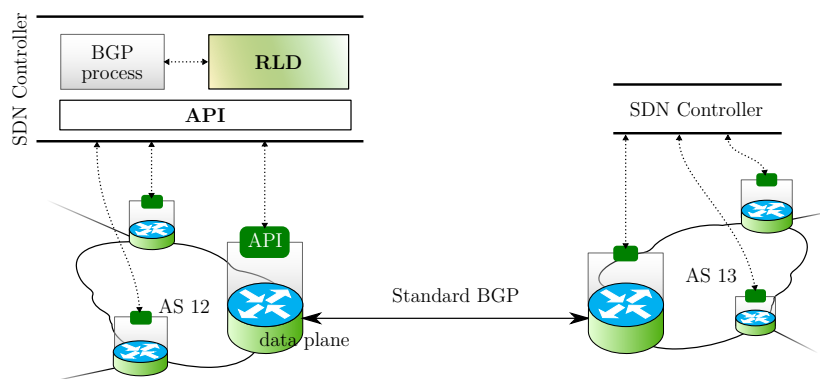 SDN Controller
BGP
process
RLD
API
SDN Controller
API
AS 12
AS 13
Standard BGP
data plane